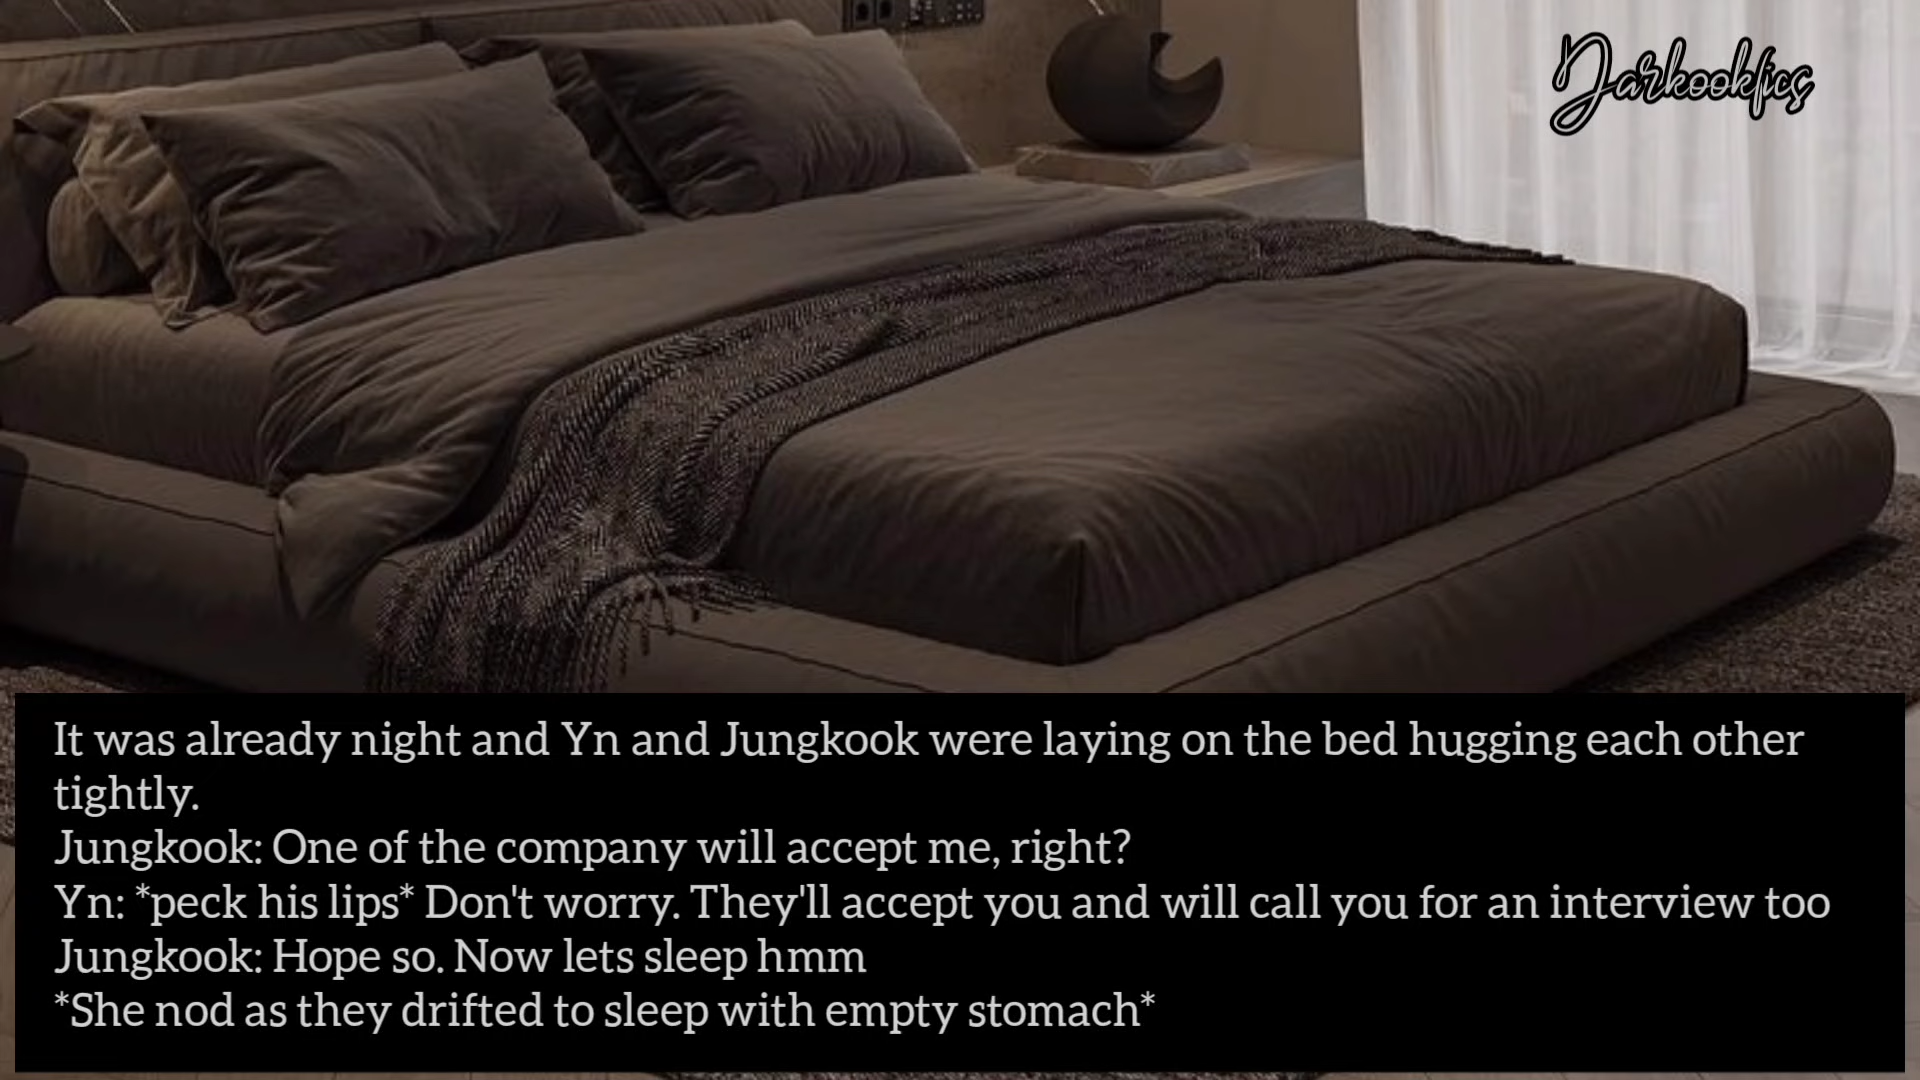 Darkookfics
It was already night and Yn and Jungkook were laying on the bed hugging each other
tightly.
Jungkook: One of the company will accept me, right?
Yn: *peck his lips* Don't worry. They'll accept you and will call you for an interview too
Jungkook: Hope so. Now lets sleep hmm
*She nod as they drifted to sleep with empty stomach*